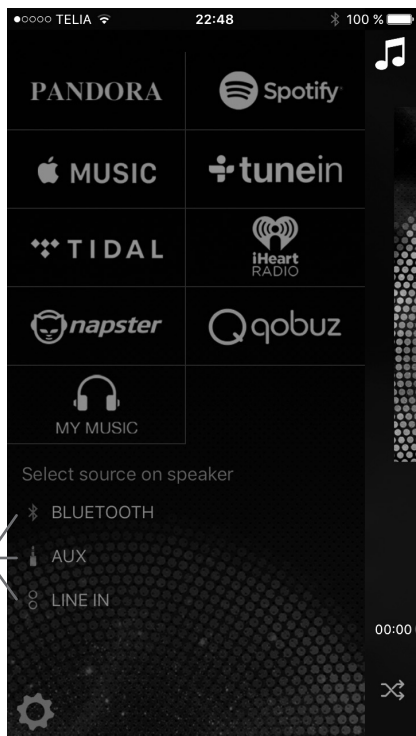 TELIA 22:48 100 %
PANDORA Spotify
MUSIC tunein
TIDAL iHeart
RADIO
napster qobuz
MY MUSIC
Select source on speaker
BLUETOOTH
AUX
LINE IN
00:00